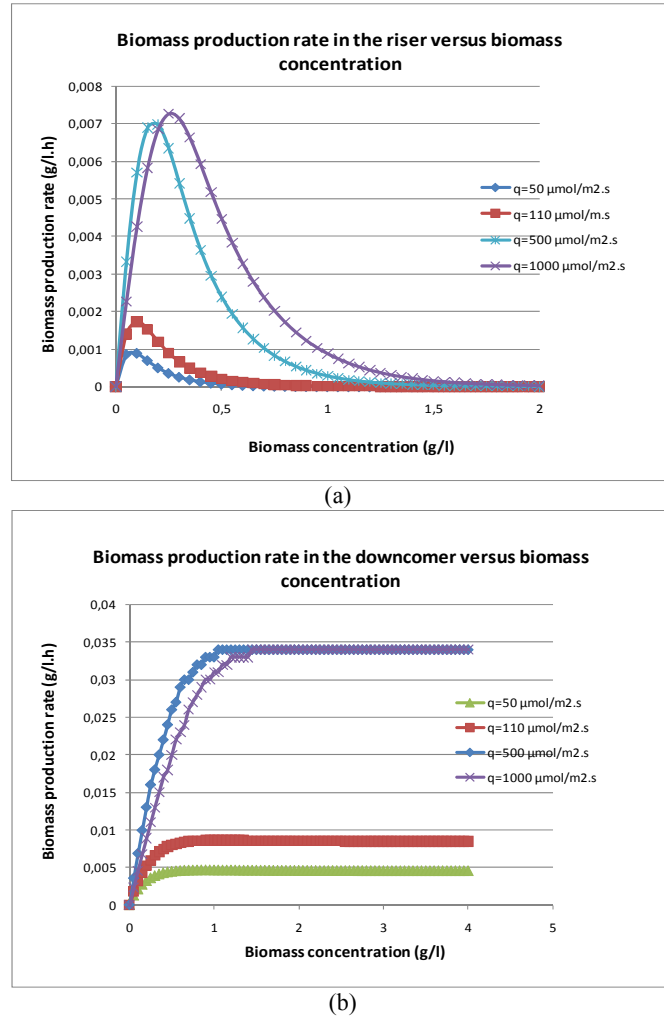 Biomass production rate in the riser versus biomass
concentration
Biomass production rate (g/l.h)
0,008
0,007
0,006
0,005
0,004
0,003
0,002
0,001
0
0
0,5
1
1,5
2
q=50 µmol/m2.s
q=110 µmol/m.s
q=500 µmol/m2.s
q=1000 µmol/m2.s
Biomass concentration (g/l)
(a)
Biomass production rate in the downcomer versus biomass
concentration
Biomass production rate (g/l.h)
0,04
0,035
0,03
0,025
0,02
0,015
0,01
0,005
0
0
1
2
3
4
5
q=50 µmol/m2.s
q=110 µmol/m2.s
q=500 µmol/m2.s
q=1000 µmol/m2.s
Biomass concentration (g/l)
(b)